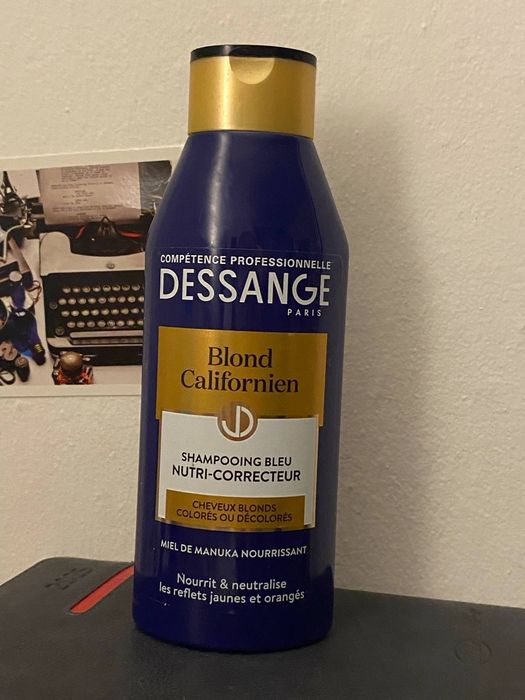 COMPÉTENCE PROFESSIONNELLE
DESSANGE
PARIS
Blond
Californien
JD
SHAMPOOING BLEU
NUTRI-CORRECTEUR
CHEVEUX BLONDS
COLORÉS OU DÉCOLORÉS
MIEL DE MANUKA NOURRISSANT
Nourrit & neutralise
les reflets jaunes et orangés